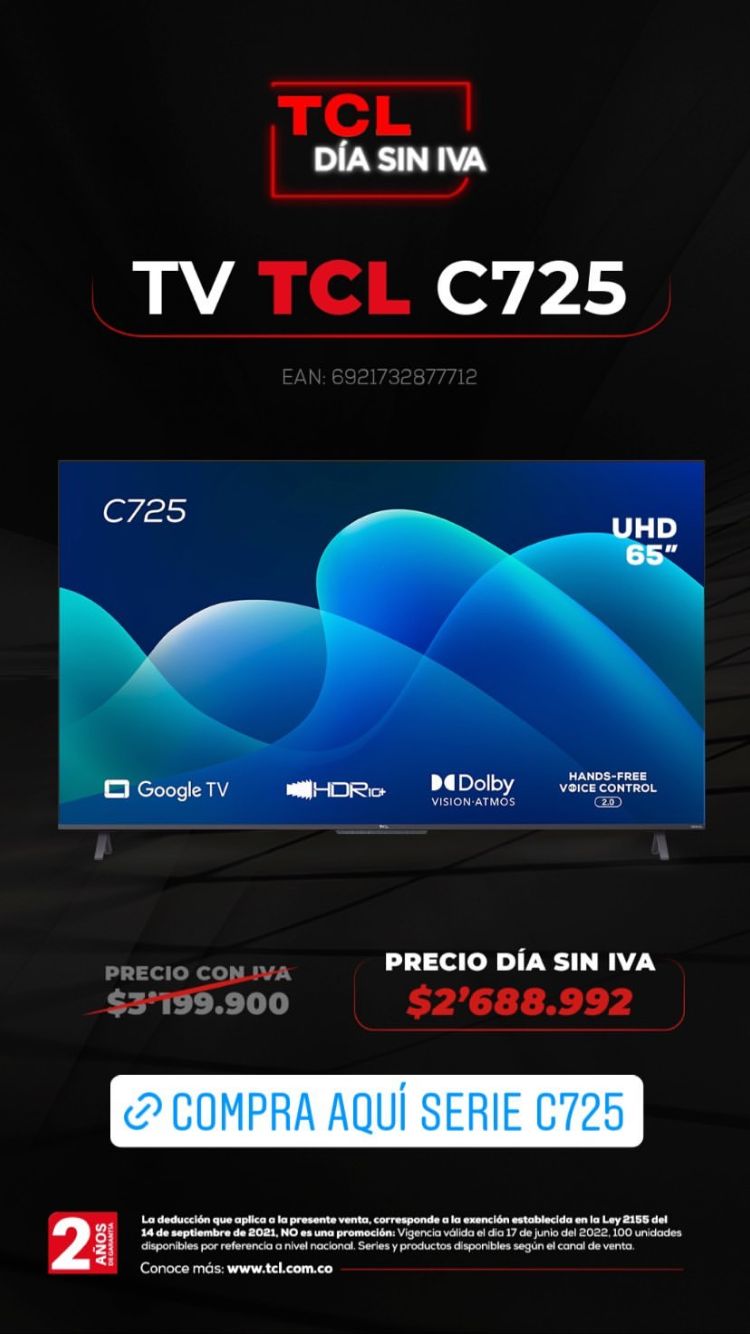 TCL
DÍA SIN IVA
TV TCL C725
EAN: 6921732877712
C725
UHD
65”
Google TV
HDR10+
Dolby
VISION·ATMOS
HANDS-FREE
VOICE CONTROL
2.0
TCL
PRECIO CON IVA
$3'199.900
PRECIO DÍA SIN IVA
$2’688.992
COMPRA AQUÍ SERIE C725
2 AÑOS
DE GARANTÍA
La deducción que aplica a la presente venta, corresponde a la exención establecida en la Ley 2155 del
14 de septiembre de 2021, NO es una promoción: Vigencia válida el dia 17 de junio del 2022, 100 unidades
disponibles por referencia a nivel nacional. Series y productos disponibles según el canal de venta.
Conoce más: www.tcl.com.co